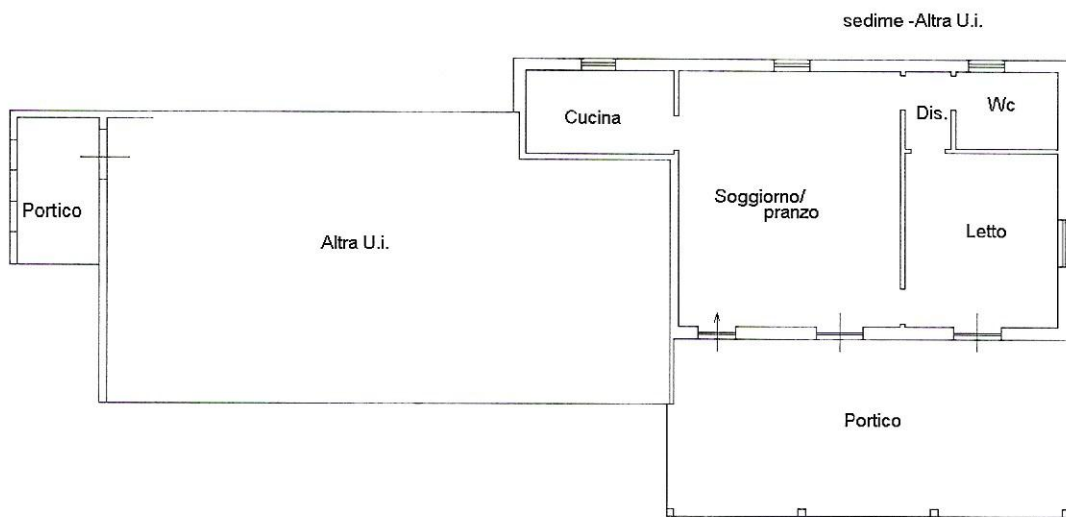 sedime -Altra U.i.
Cucina
Dis.
Wc
Portico
Soggiorno/
pranzo
Letto
Altra U.i.
Portico